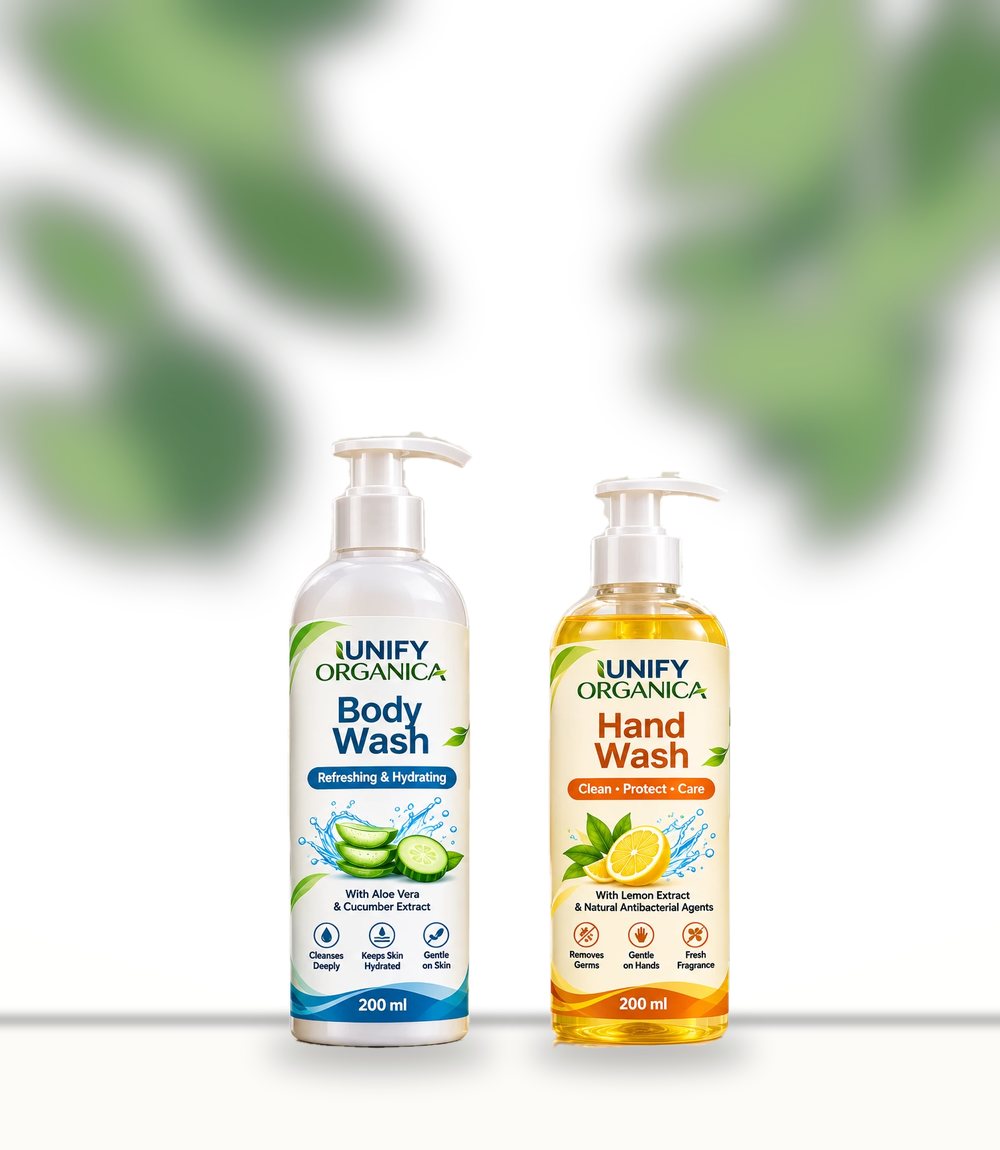 UNIFY
ORGANICA
Body
Wash
Refreshing & Hydrating
With Aloe Vera
& Cucumber Extract
Cleanses
Deeply
Keeps Skin
Hydrated
Gentle
on Skin
200 ml
UNIFY
ORGANICA
Hand
Wash
Clean • Protect • Care
With Lemon Extract
& Natural Antibacterial Agents
Removes
Germs
Gentle
on Hands
Fresh
Fragrance
200 ml